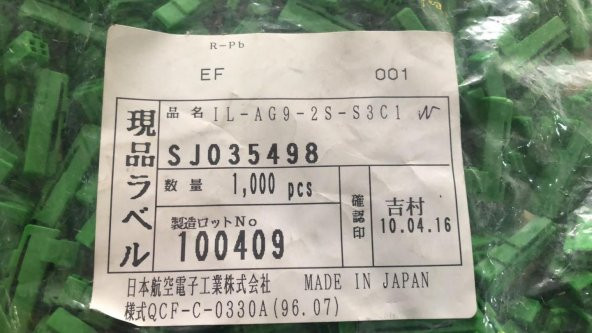 R-Pb
EF 001
現品ラベル
品名 IL-AG9-2S-S3C1
SJ035498
数量 1,000 pcs
製造ロットNo
100409
確認印
吉村
10.04.16
日本航空電子工業株式会社 MADE IN JAPAN
様式QCF-C-0330A(96.07)